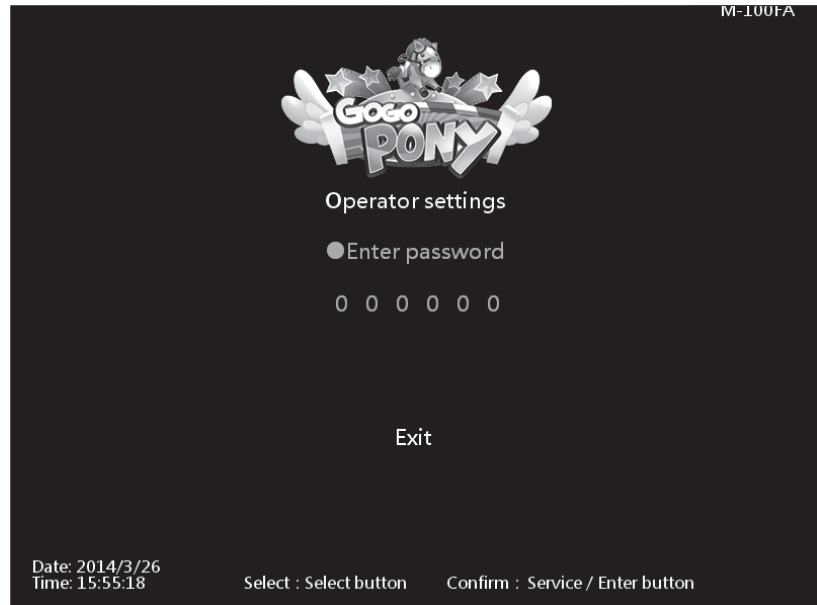 M-100FA
GOGO
PONY
Operator settings
●Enter password
0 0 0 0 0 0
Exit
Date: 2014/3/26
Time: 15:55:18
Select : Select button Confirm : Service / Enter button